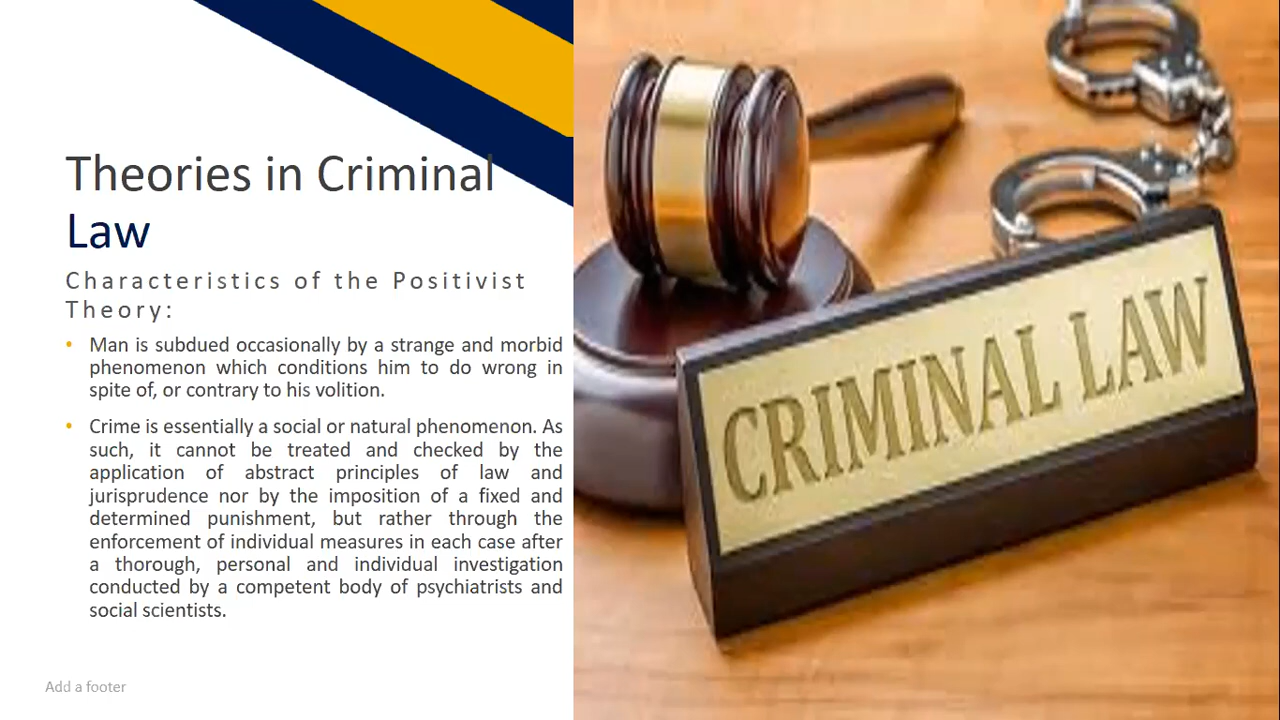 Theories in Criminal
Law
Characteristics of the Positivist
Theory:
• Man is subdued occasionally by a strange and morbid
phenomenon which conditions him to do wrong in
spite of, or contrary to his volition.
• Crime is essentially a social or natural phenomenon. As
such, it cannot be treated and checked by the
application of abstract principles of law and
jurisprudence nor by the imposition of a fixed and
determined punishment, but rather through the
enforcement of individual measures in each case after
a thorough, personal and individual investigation
conducted by a competent body of psychiatrists and
social scientists.
Add a footer
CRIMINAL LAW